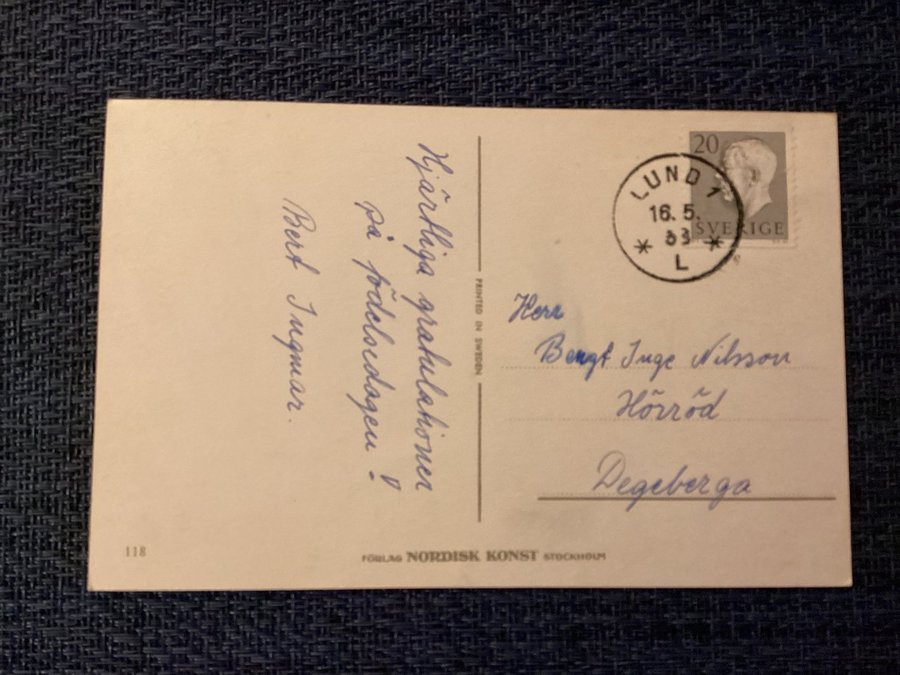 Hjärtliga gratulationer
på födelsedagen!
Bert Ingmar.
118
PRINTED IN SWEDEN
FÖRLAG NORDISK KONST STOCKHOLM
20
SVERIGE
LUND 1
16. 5.
L
Herr
Bengt Inge Nilsson
Hörröd
Degeberga